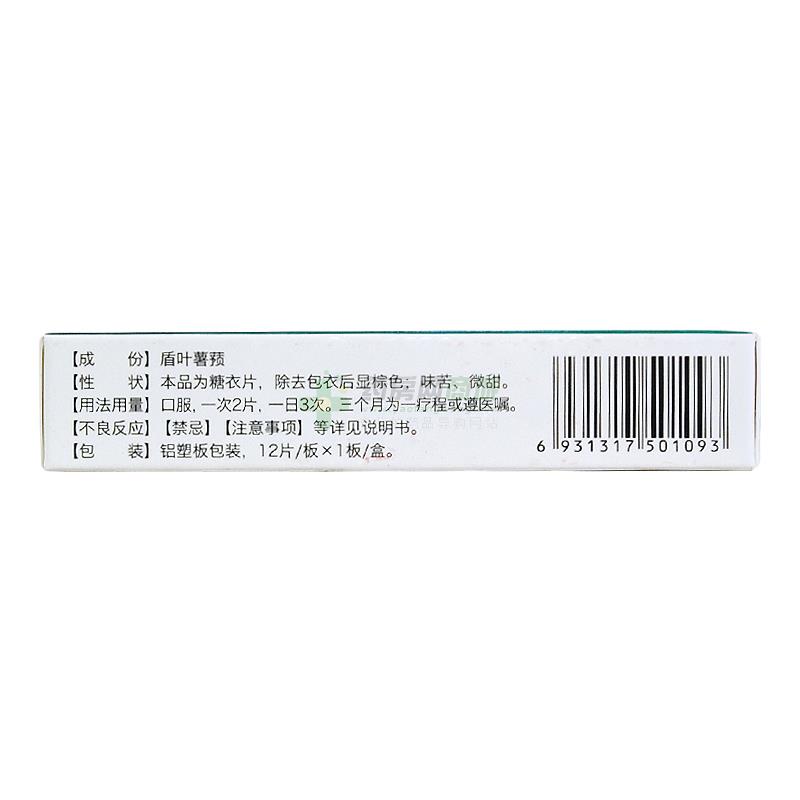 【成　　份】盾叶薯蓣
【性　　状】本品为糖衣片，除去包衣后显棕色；味苦、微甜。
【用法用量】口服，一次2片，一日3次。三个月为一疗程或遵医嘱。
【不良反应】【禁忌】【注意事项】等详见说明书。
【包　　装】铝塑板包装，12片/板×1板/盒。
6 931317 501093